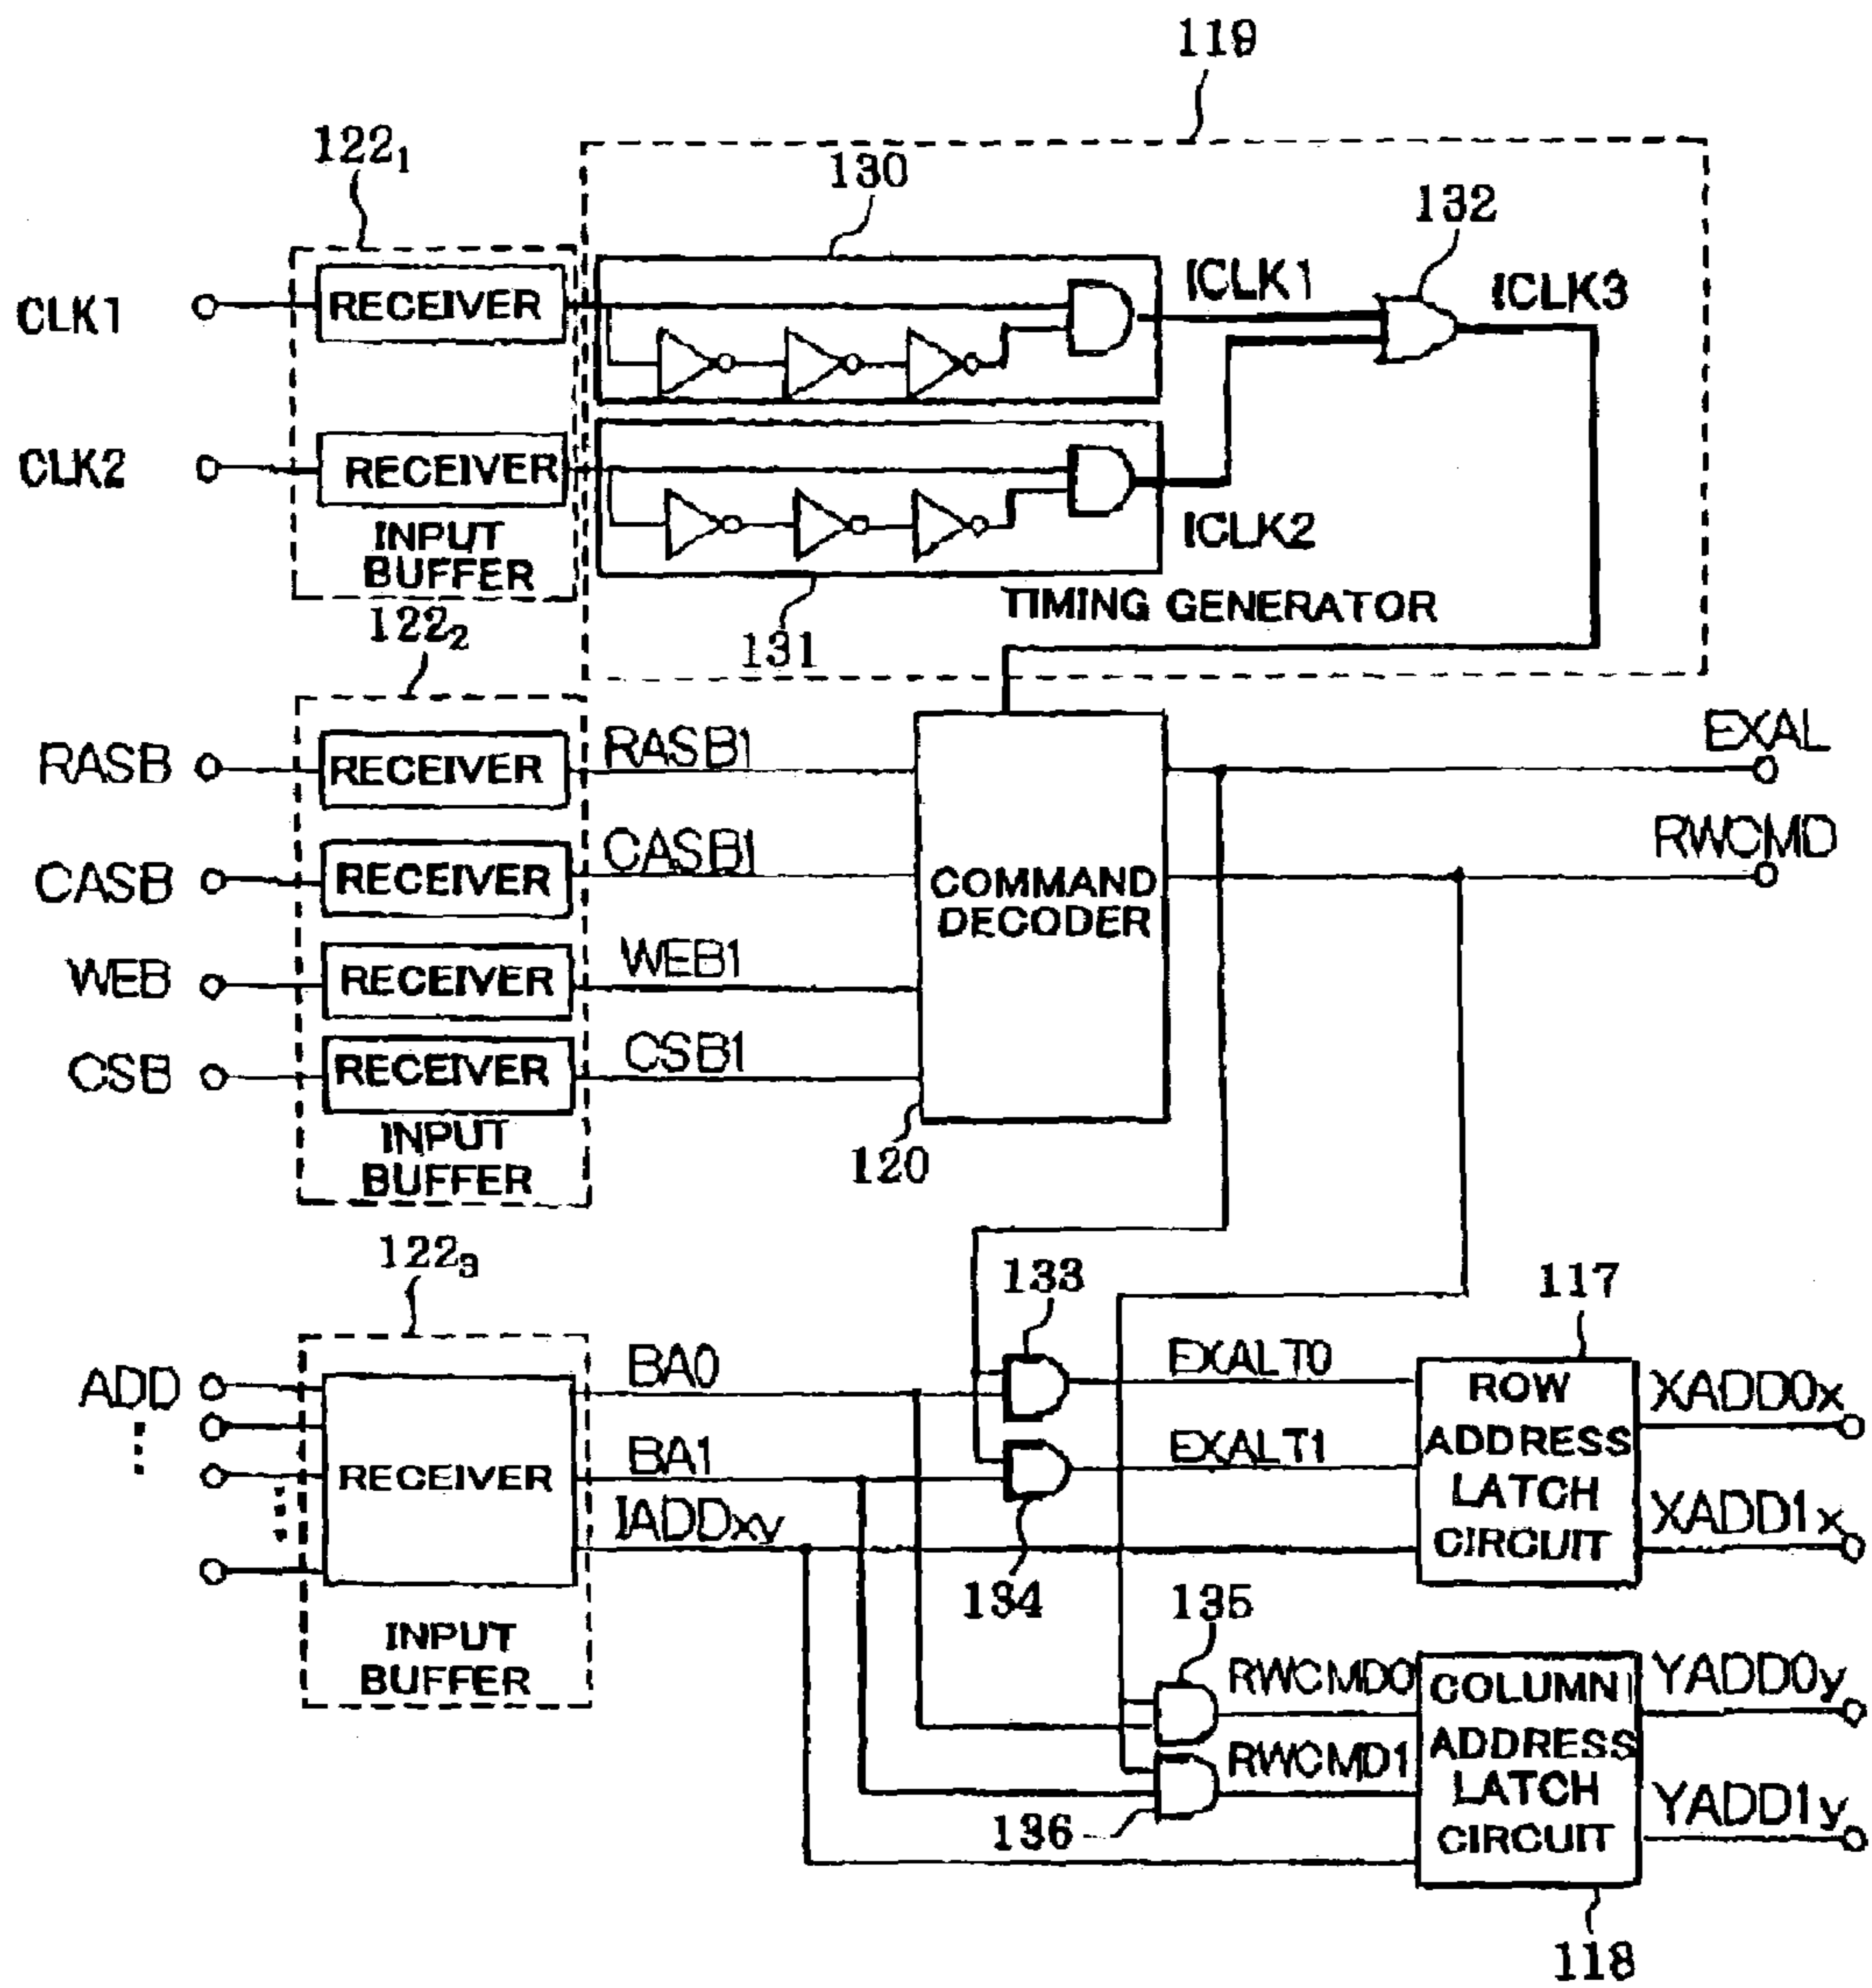 119
122₁
130
132
CLK1
RECEIVER
ICLK1
ICLK3
CLK2
RECEIVER
ICLK2
INPUT
BUFFER
TIMING GENERATOR
122₂
131
RASB
RECEIVER
RASB1
EXAL
CASB
RECEIVER
CASB1
RWCMD
COMMAND
DECODER
WEB
RECEIVER
WEB1
CSB
RECEIVER
CSB1
INPUT
BUFFER
120
122₃
133
117
ADD
BA0
EXALT0
ROW
ADDRESS
LATCH
CIRCUIT
XADD0x
RECEIVER
BA1
EXALT1
IADDxy
XADD1x
134
135
INPUT
BUFFER
RWCMD0
COLUMN
ADDRESS
LATCH
CIRCUIT
YADD0y
RWCMD1
YADD1y
136
118